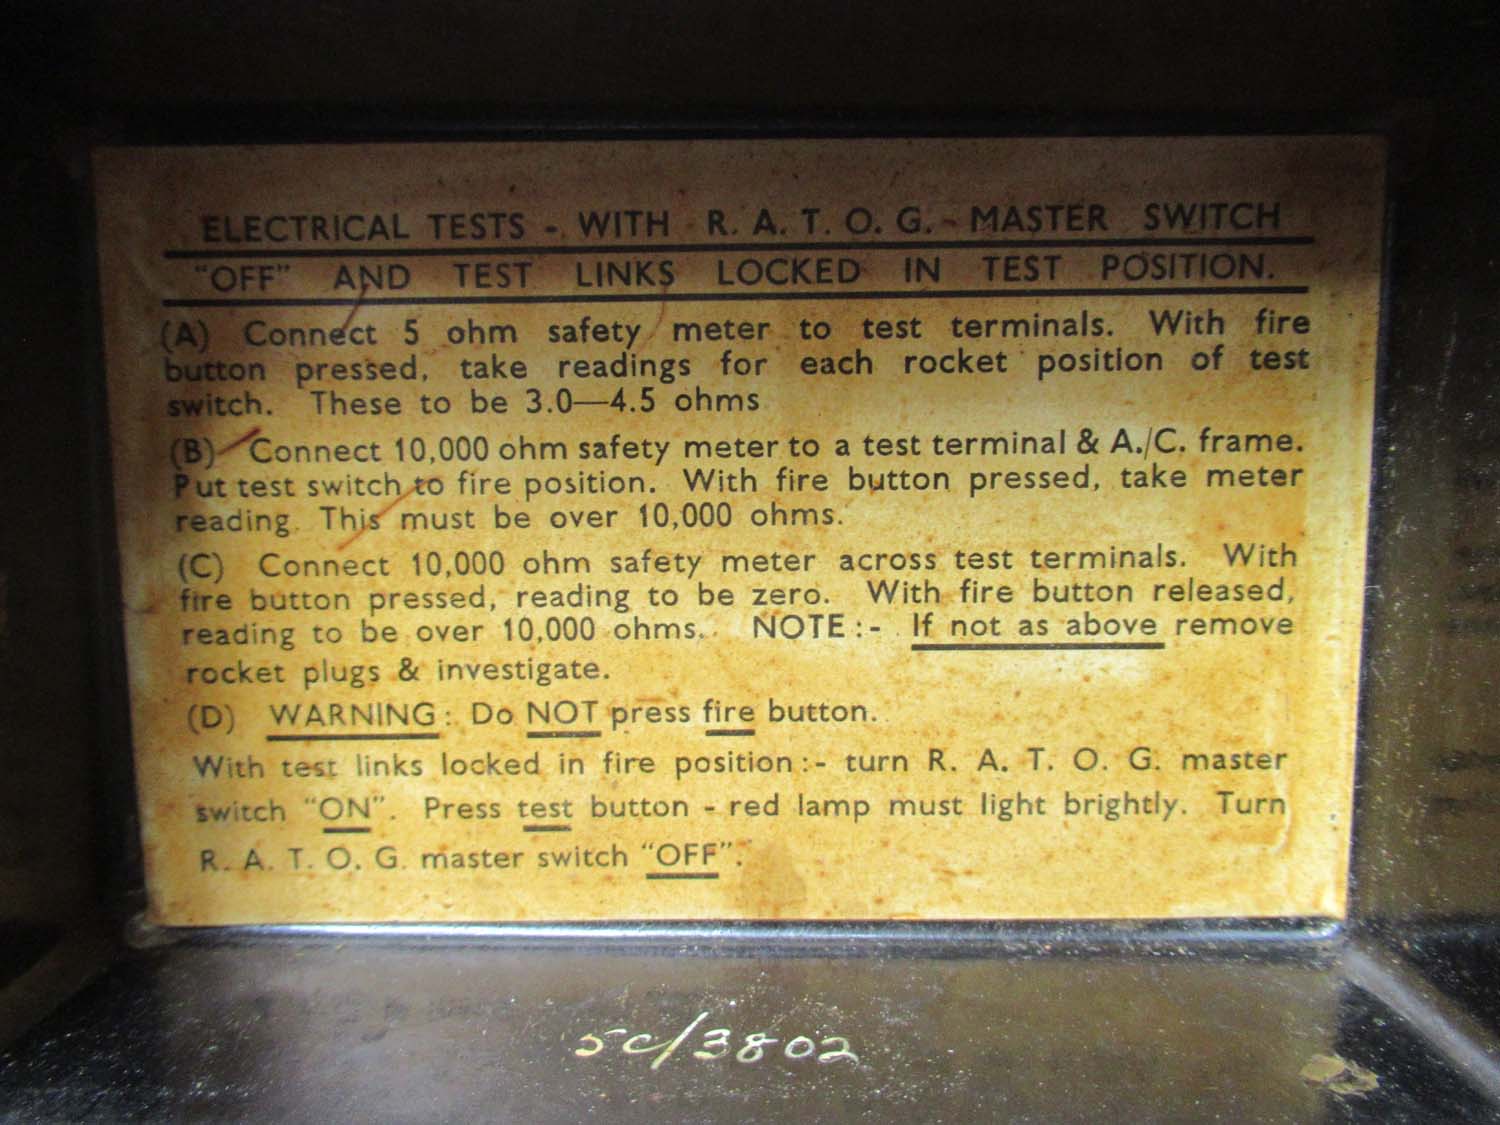 ELECTRICAL TESTS - WITH R. A. T. O. G. - MASTER SWITCH
"OFF" AND TEST LINKS LOCKED IN TEST POSITION.
(A) Connect 5 ohm safety meter to test terminals. With fire
button pressed, take readings for each rocket position of test
switch. These to be 3.0—4.5 ohms
(B) Connect 10,000 ohm safety meter to a test terminal & A./C. frame.
Put test switch to fire position. With fire button pressed, take meter
reading. This must be over 10,000 ohms.
(C) Connect 10,000 ohm safety meter across test terminals. With
fire button pressed, reading to be zero. With fire button released,
reading to be over 10,000 ohms. NOTE :- If not as above remove
rocket plugs & investigate.
(D) WARNING : Do NOT press fire button.
With test links locked in fire position :- turn R. A. T. O. G. master
switch "ON". Press test button - red lamp must light brightly. Turn
R. A. T. O. G. master switch "OFF".
5C/3802